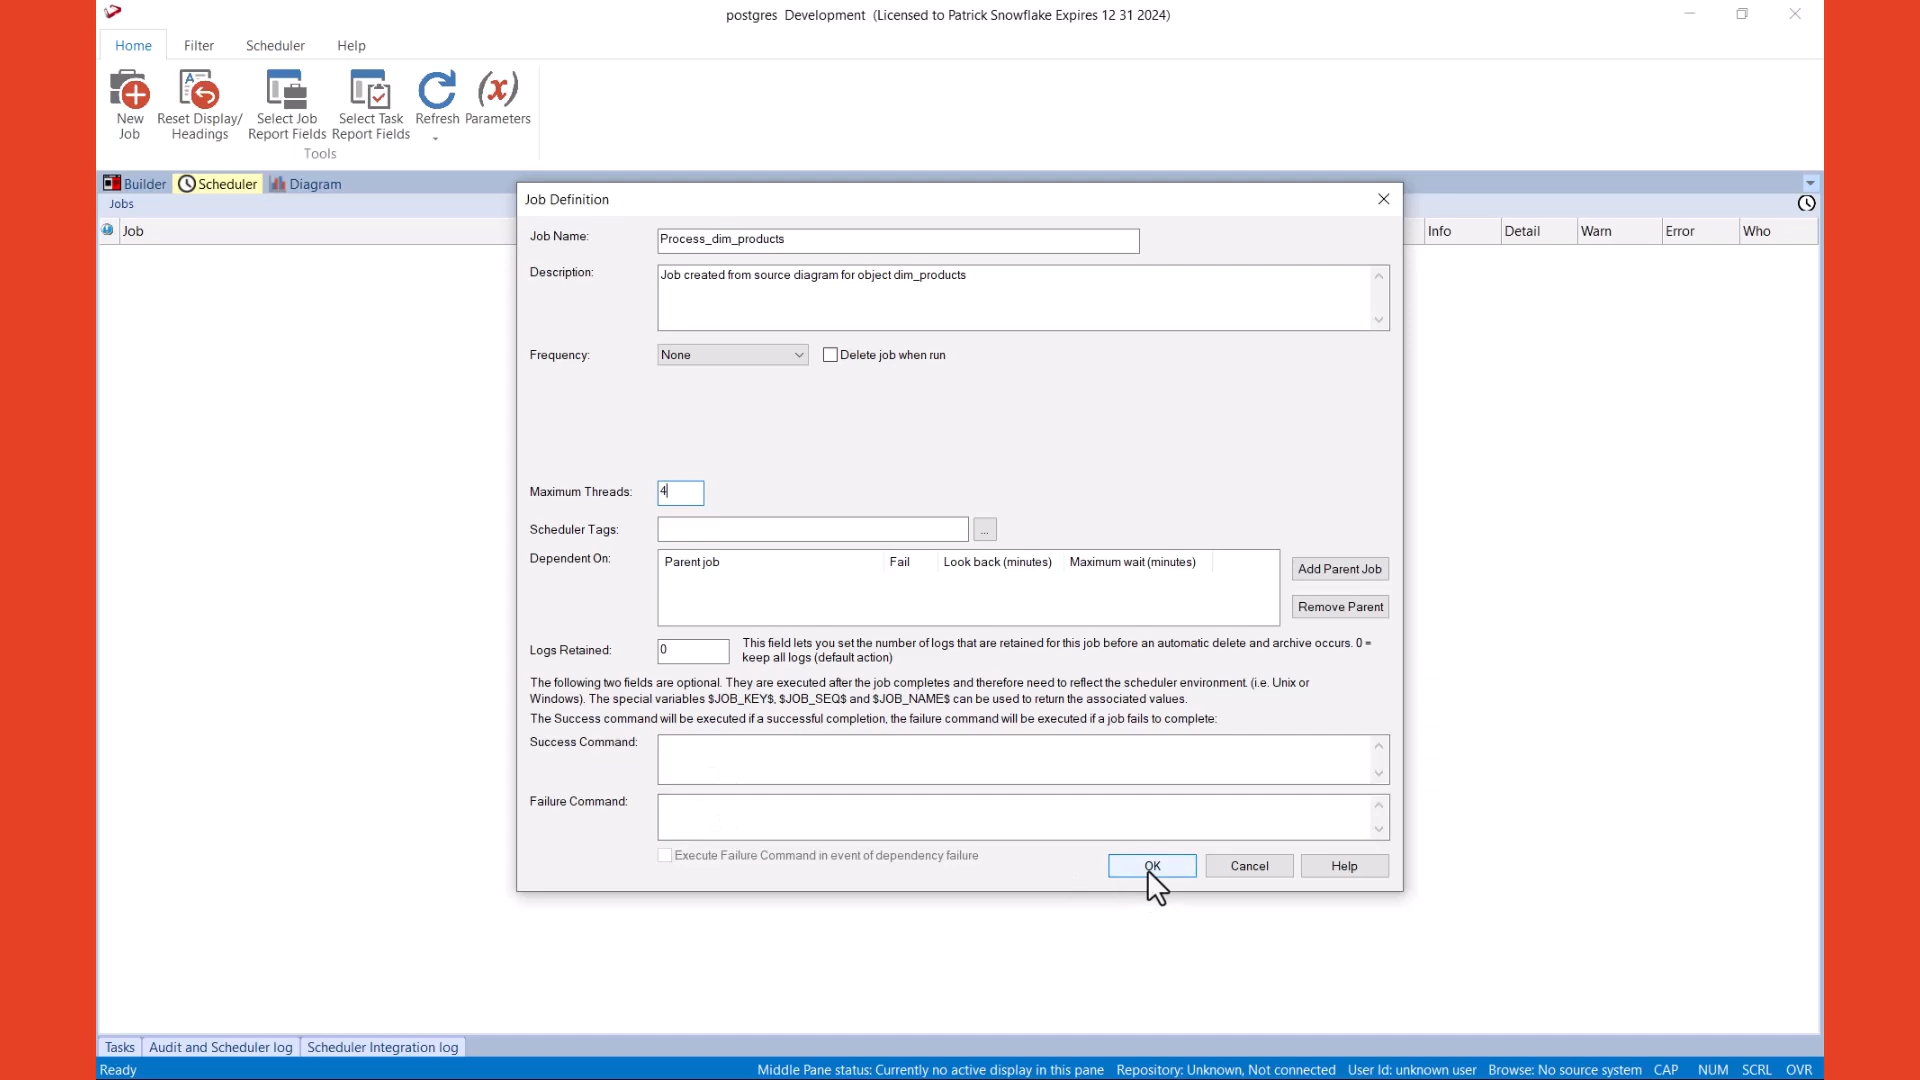 postgres Development (Licensed to Patrick Snowflake Expires 12 31 2024)
Home Filter Scheduler Help
New Job
Reset Display/ Headings
Select Job Report Fields
Select Task Report Fields
Refresh
Parameters
Tools
Builder Scheduler Diagram
Jobs
Job Info Detail Warn Error Who
Job Definition
Job Name: Process_dim_products
Description: Job created from source diagram for object dim_products
Frequency: None Delete job when run
Maximum Threads: 4
Scheduler Tags: ...
Dependent On: Parent job Fail Look back (minutes) Maximum wait (minutes)
Add Parent Job
Remove Parent
Logs Retained: 0 This field lets you set the number of logs that are retained for this job before an automatic delete and archive occurs. 0 =
keep all logs (default action)
The following two fields are optional. They are executed after the job completes and therefore need to reflect the scheduler environment. (i.e. Unix or
Windows). The special variables $JOB_KEY$, $JOB_SEQ$ and $JOB_NAME$ can be used to return the associated values.
The Success command will be executed if a successful completion, the failure command will be executed if a job fails to complete:
Success Command:
Failure Command:
Execute Failure Command in event of dependency failure
OK Cancel Help
Tasks Audit and Scheduler log Scheduler Integration log
Ready Middle Pane status: Currently no active display in this pane Repository: Unknown, Not connected User Id: unknown user Browse: No source system CAP NUM SCRL OVR